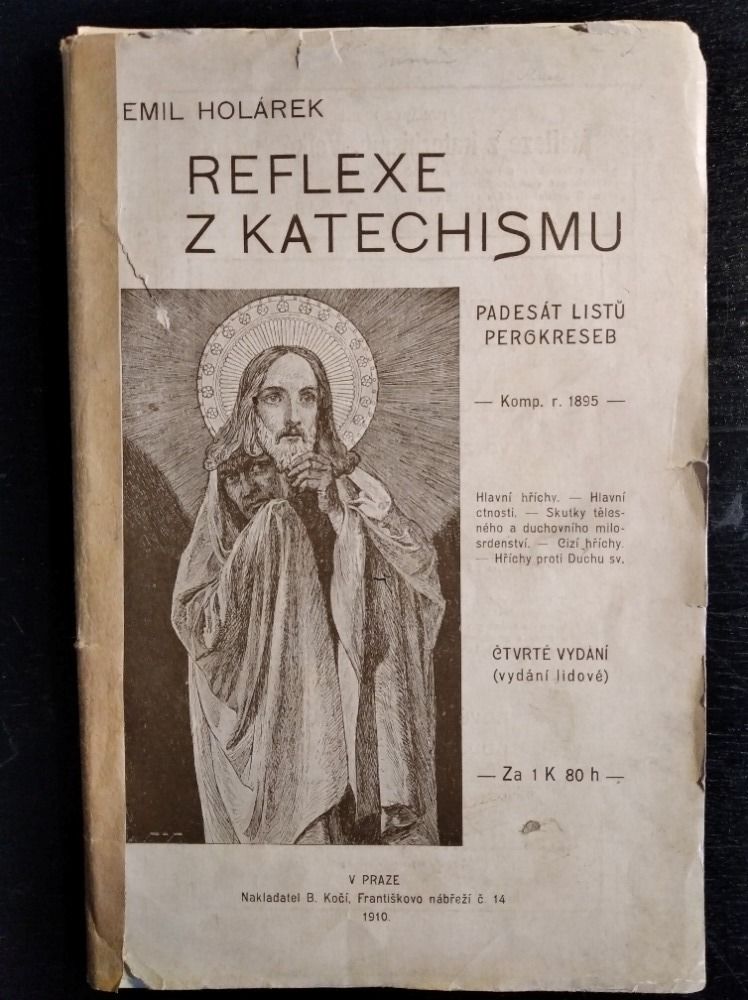 EMIL HOLÁREK
REFLEXE
Z KATECHISMU
PADESÁT LISTŮ
PEROKRESEB
— Komp. r. 1895 —
Hlavní hříchy. — Hlavní
ctnosti. — Skutky těles-
ného a duchovního milo-
srdenství. — Cizí hříchy.
— Hříchy proti Duchu sv.
ČTVRTÉ VYDÁNÍ
(vydání lidové)
— Za 1 K 80 h —
V PRAZE
Nakladatel B. Kočí, Františkovo nábřeží č. 14
1910.